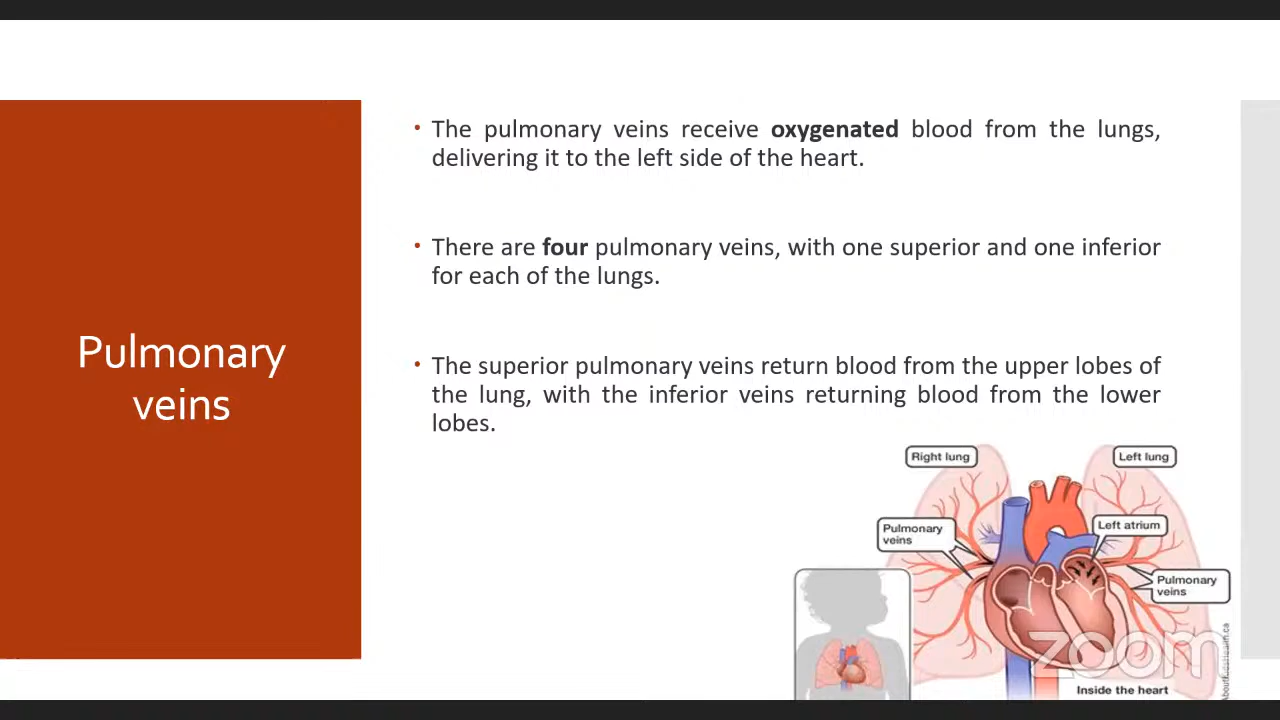 Pulmonary
veins
• The pulmonary veins receive oxygenated blood from the lungs,
delivering it to the left side of the heart.
• There are four pulmonary veins, with one superior and one inferior
for each of the lungs.
• The superior pulmonary veins return blood from the upper lobes of
the lung, with the inferior veins returning blood from the lower
lobes.
Right lung
Left lung
Pulmonary
veins
Left atrium
Pulmonary
veins
Inside the heart
AboutKidsHealth.ca
zoom